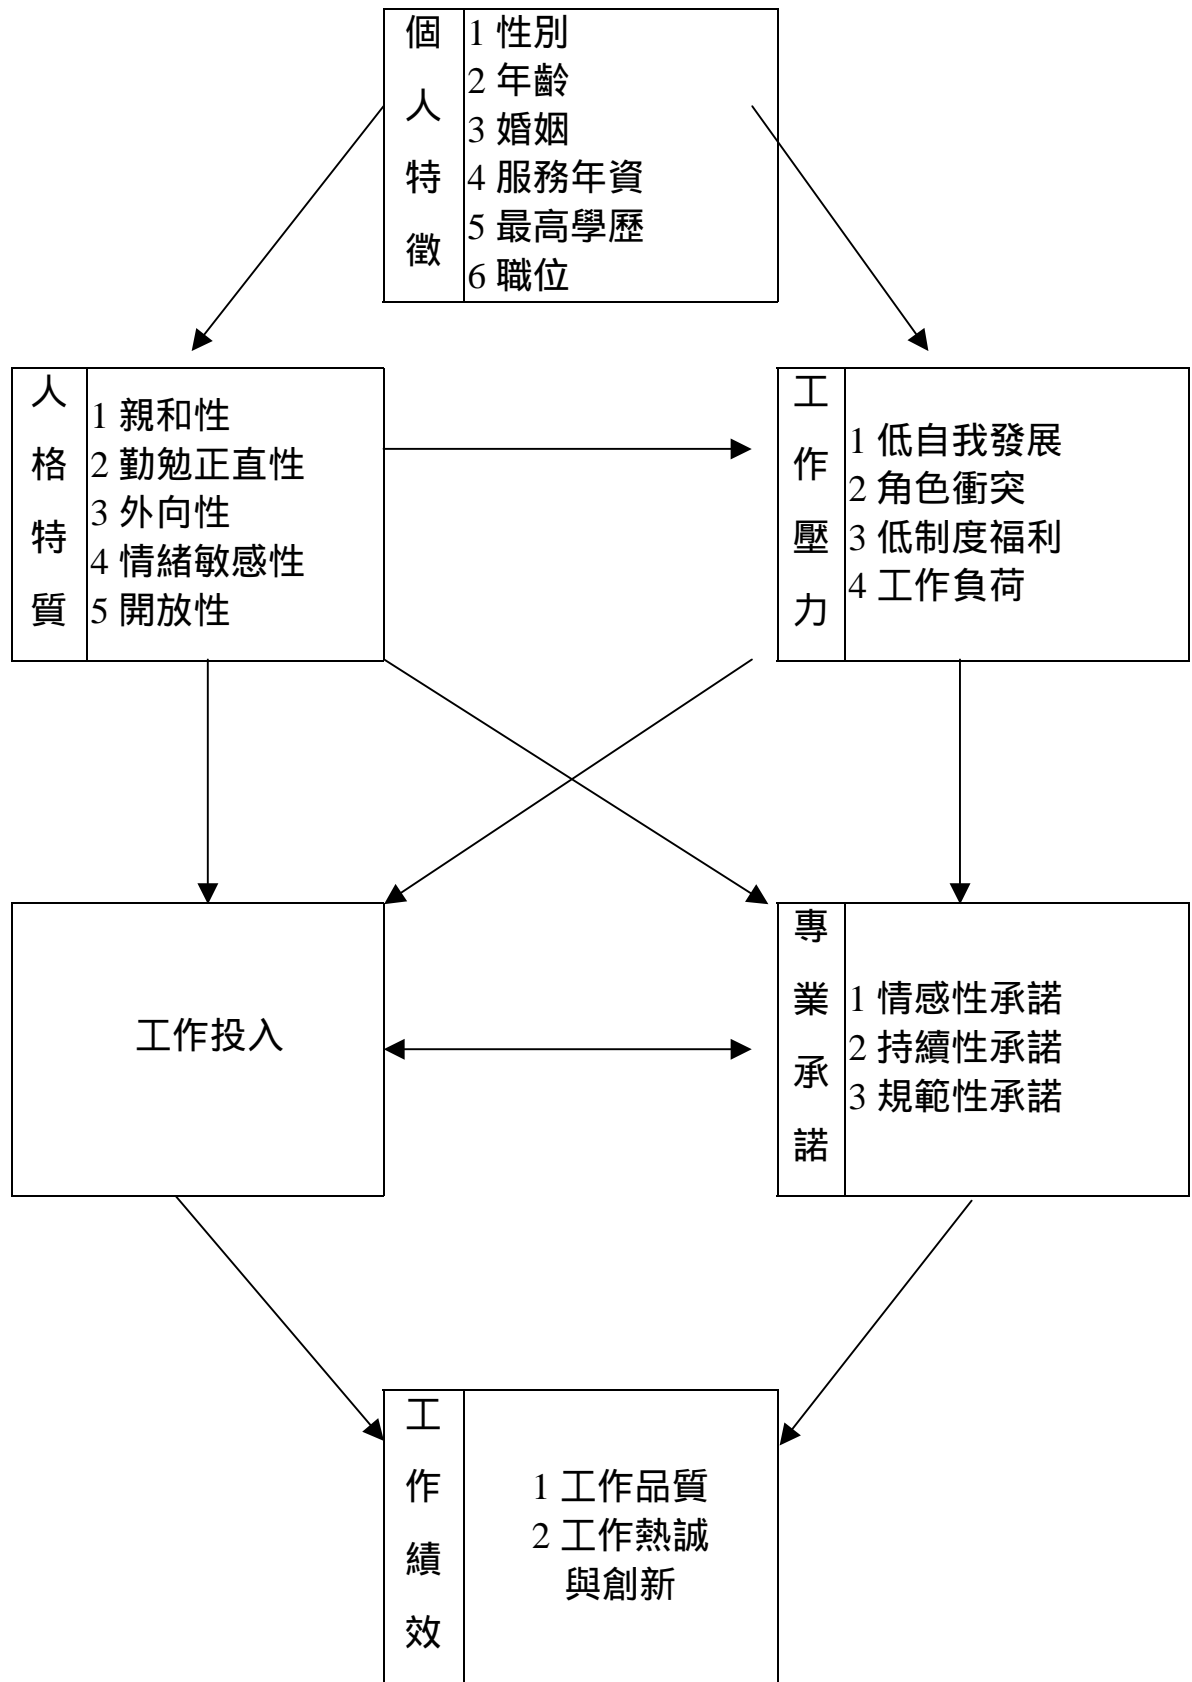 個人特徵
1 性別
2 年齡
3 婚姻
4 服務年資
5 最高學歷
6 職位
人格特質
1 親和性
2 勤勉正直性
3 外向性
4 情緒敏感性
5 開放性
工作壓力
1 低自我發展
2 角色衝突
3 低制度福利
4 工作負荷
工作投入
專業承諾
1 情感性承諾
2 持續性承諾
3 規範性承諾
工作績效
1 工作品質
2 工作熱誠
與創新